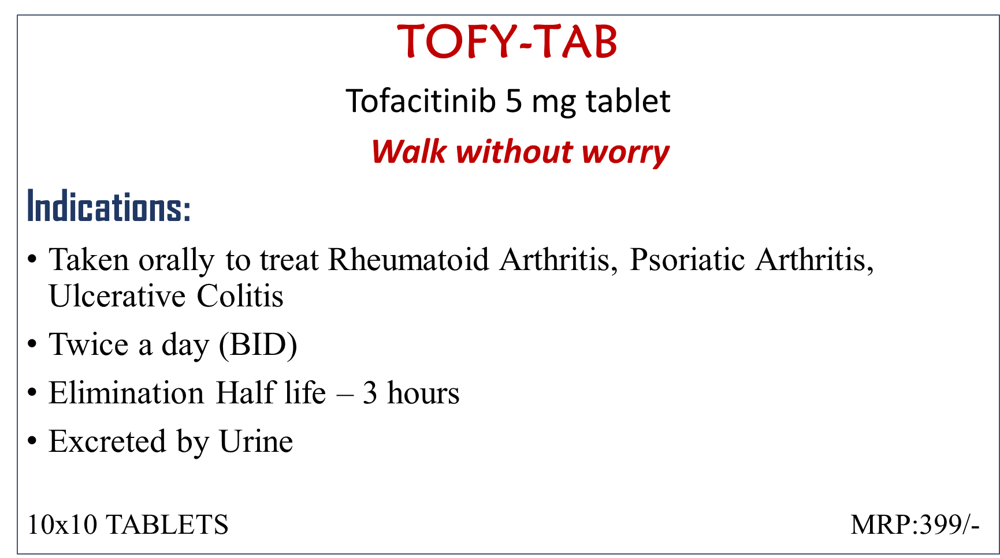 TOFY-TAB
Tofacitinib 5 mg tablet
Walk without worry
Indications:
• Taken orally to treat Rheumatoid Arthritis, Psoriatic Arthritis,
Ulcerative Colitis
• Twice a day (BID)
• Elimination Half life – 3 hours
• Excreted by Urine
10x10 TABLETS
MRP:399/-